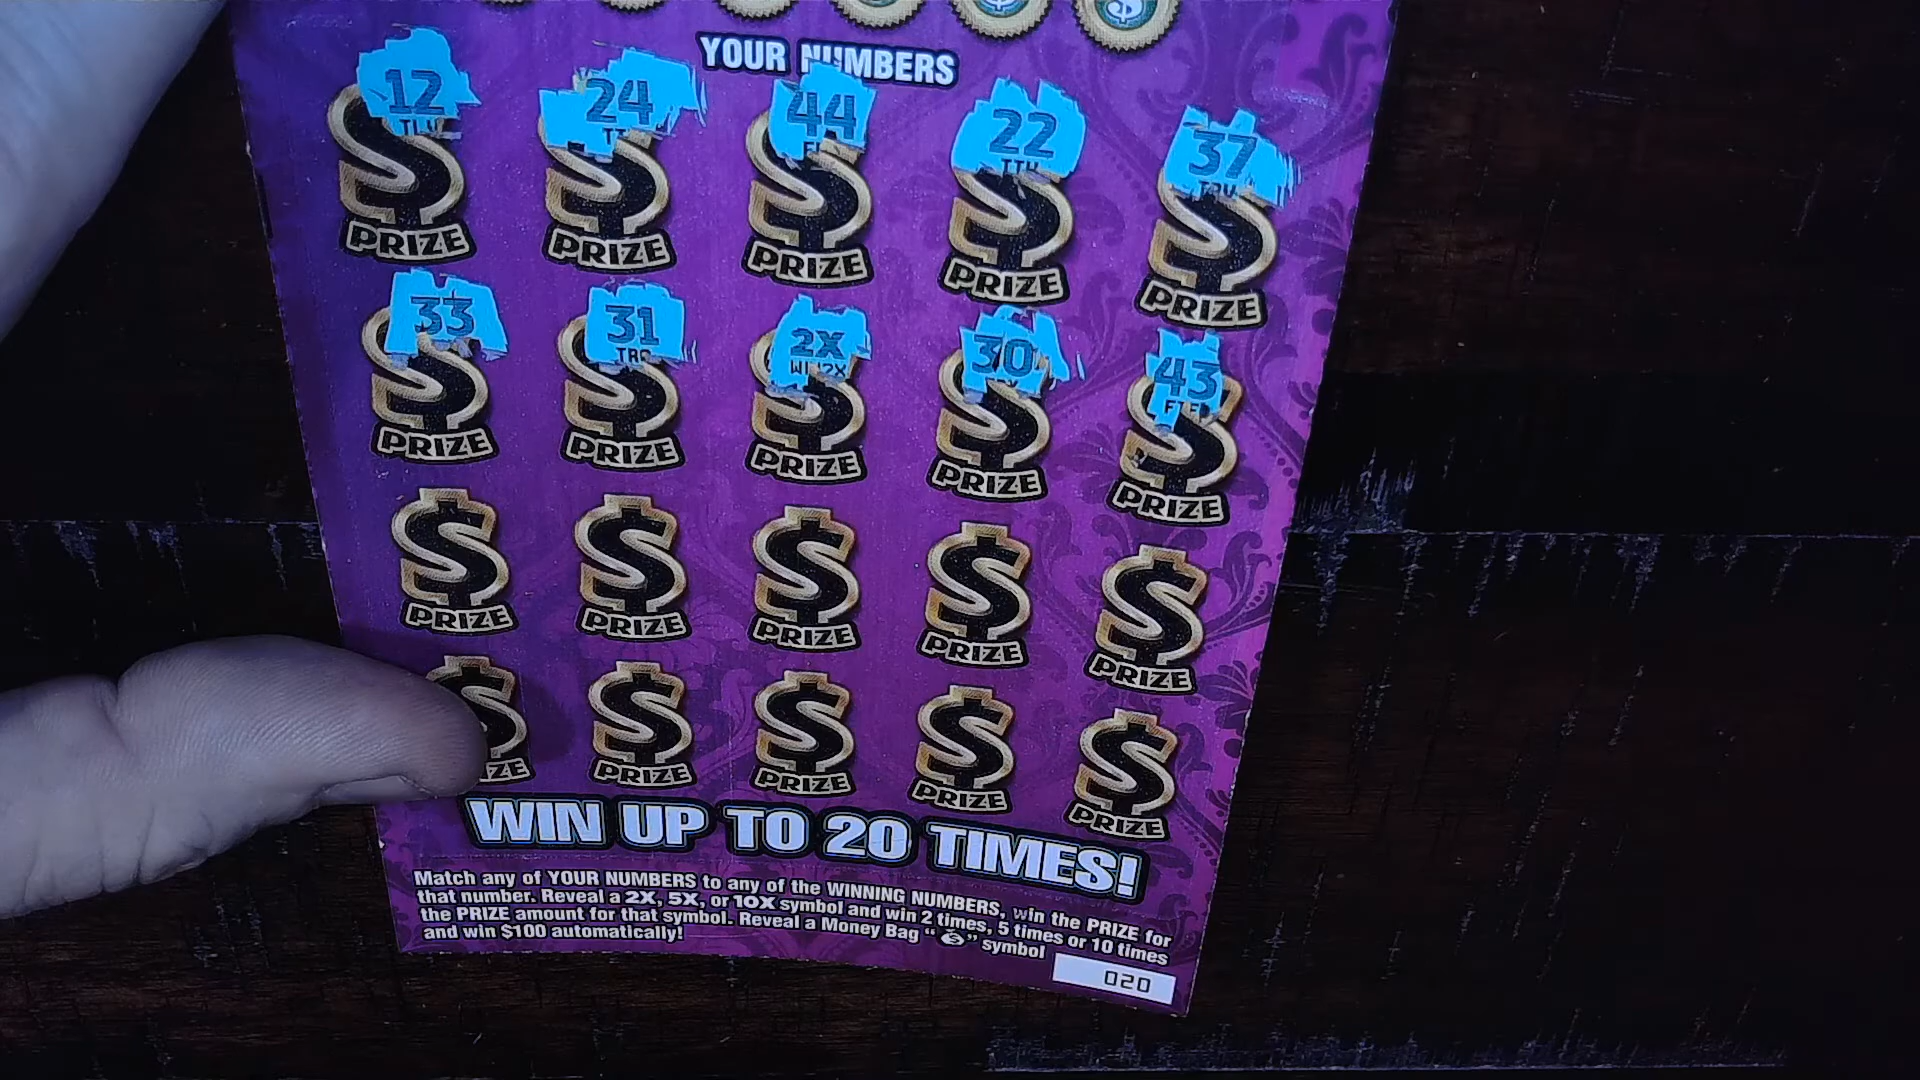 YOUR NUMBERS
12 24 44 22 37
TTH
PRIZE PRIZE PRIZE PRIZE PRIZE
33 31 2X 30 43
WIN2X
PRIZE PRIZE PRIZE PRIZE PRIZE
PRIZE PRIZE PRIZE PRIZE PRIZE
PRIZE PRIZE PRIZE PRIZE
WIN UP TO 20 TIMES!
Match any of YOUR NUMBERS to any of the WINNING NUMBERS, win the PRIZE for
that number. Reveal a 2X, 5X, or 10X symbol and win 2 times, 5 times or 10 times
the PRIZE amount for that symbol. Reveal a Money Bag " " symbol
and win $100 automatically!
020